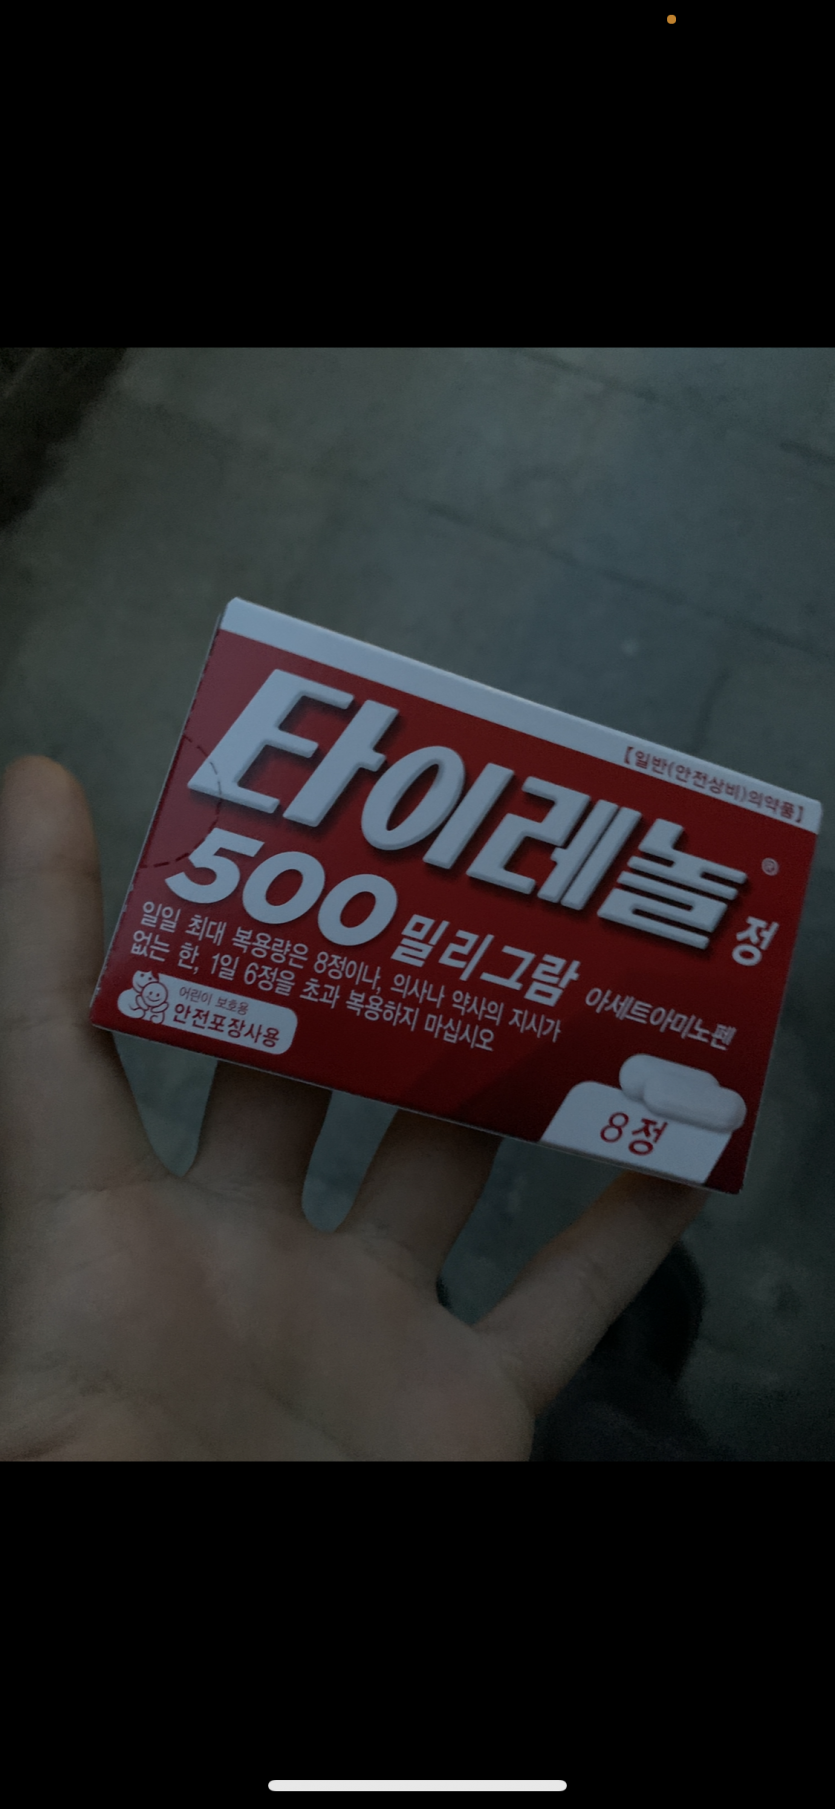 【일반(안전상비)의약품】
타이레놀® 정
500 밀리그람 아세트아미노펜
일일 최대 복용량은 8정이나, 의사나 약사의 지시가
없는 한, 1일 6정을 초과 복용하지 마십시오
어린이 보호용
안전포장사용
8정